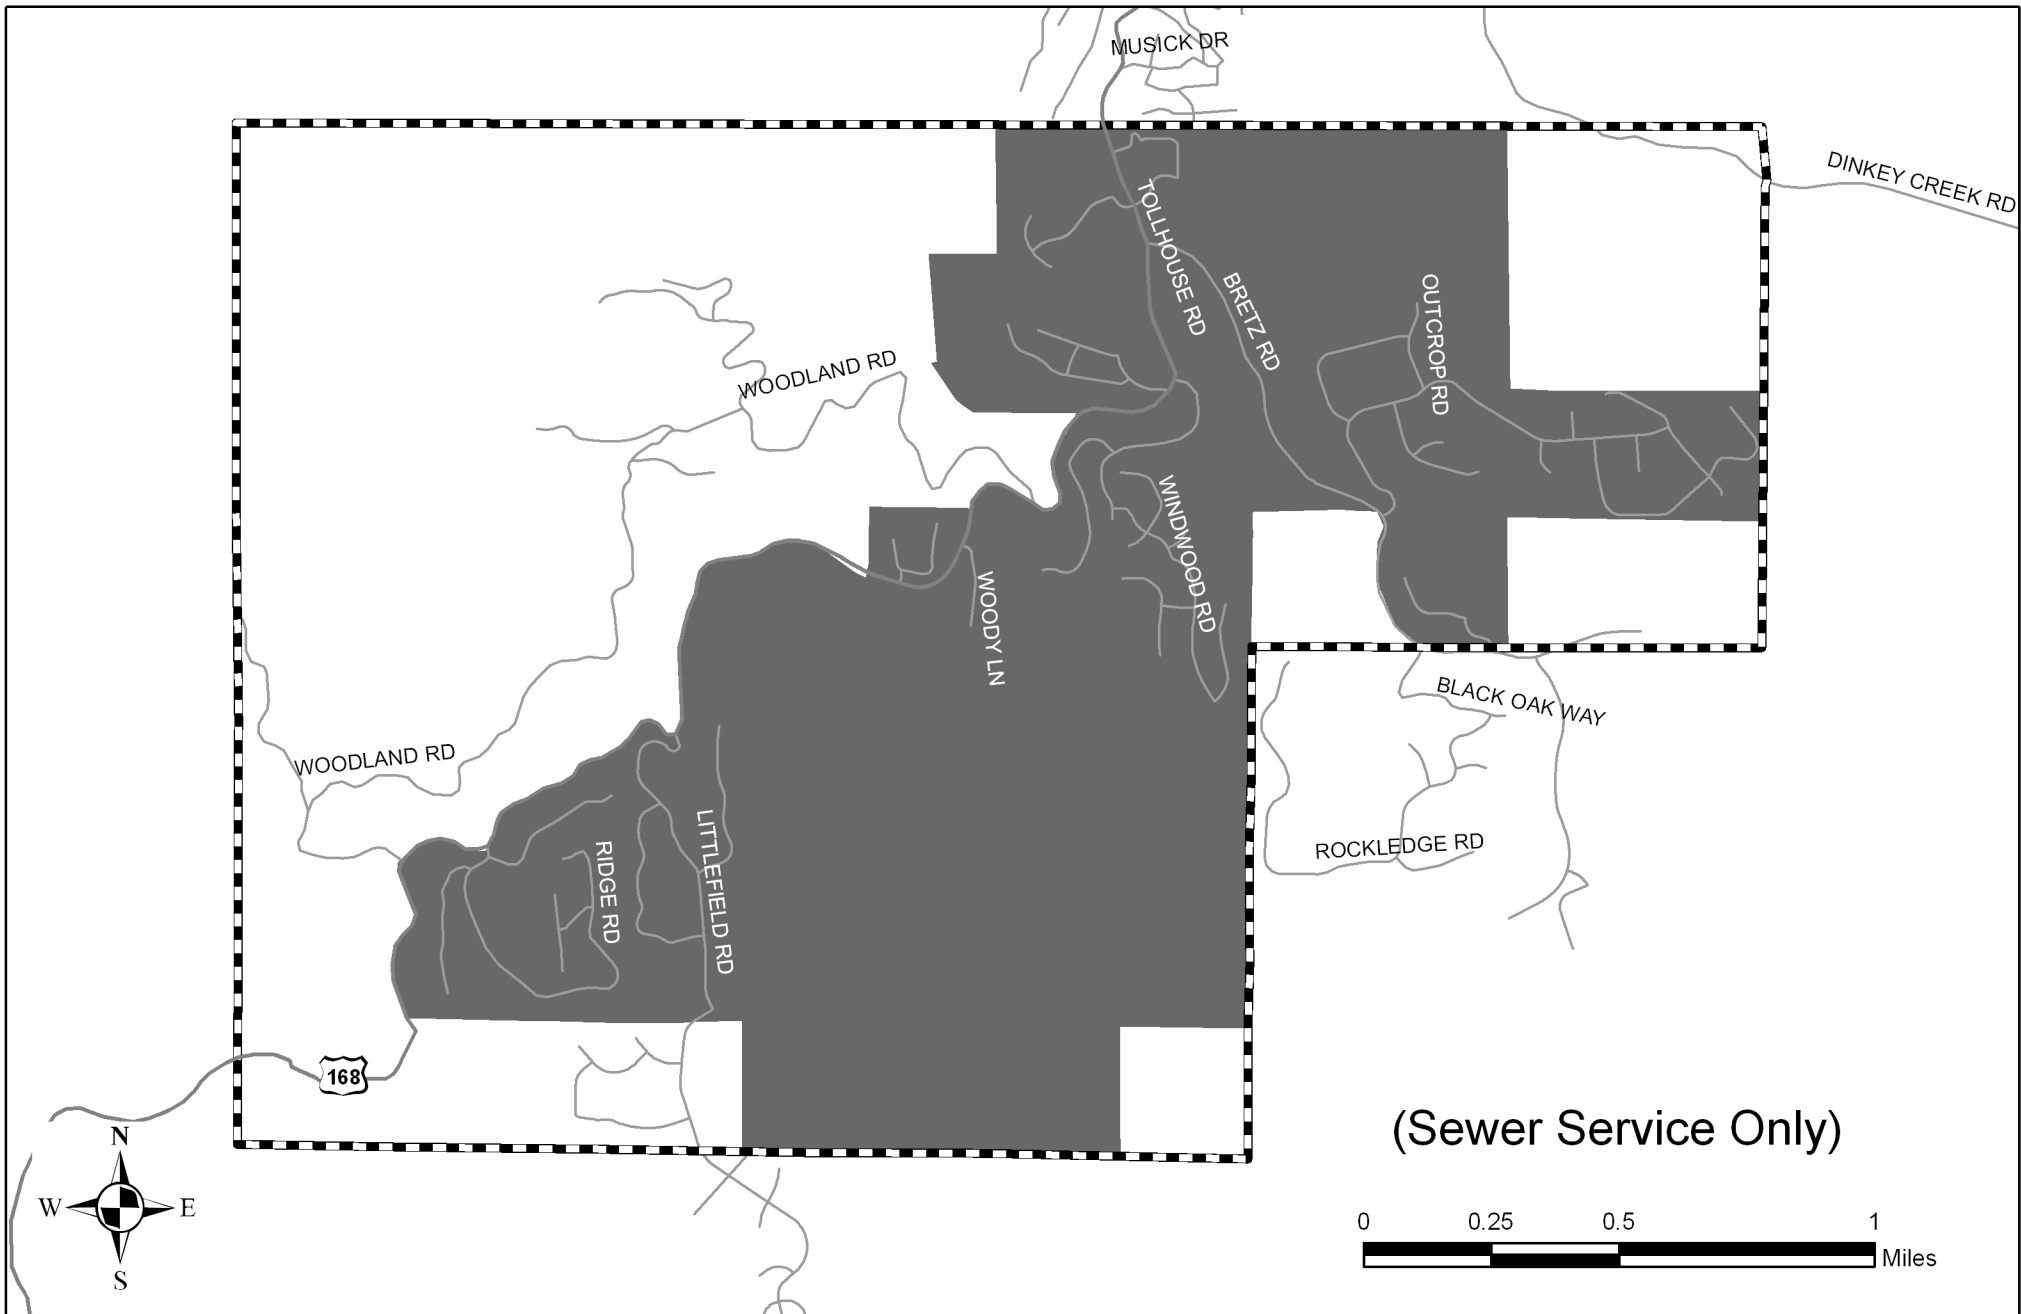 MUSICK DR
DINKEY CREEK RD
TOLLHOUSE RD
BRETZ RD
OUTCROP RD
WOODLAND RD
WINDWOOD RD
WOODY LN
BLACK OAK WAY
WOODLAND RD
LITTLEFIELD RD
RIDGE RD
ROCKLEDGE RD
168
(Sewer Service Only)
N
W E
S
0 0.25 0.5 1
Miles